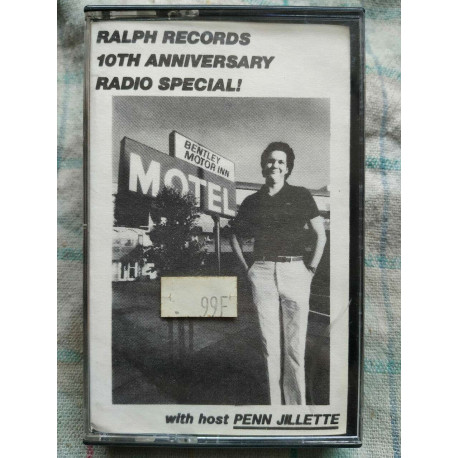 RALPH RECORDS
10TH ANNIVERSARY
RADIO SPECIAL!
BENTLEY
MOTOR INN
MOTEL
99F
with host PENN JILLETTE